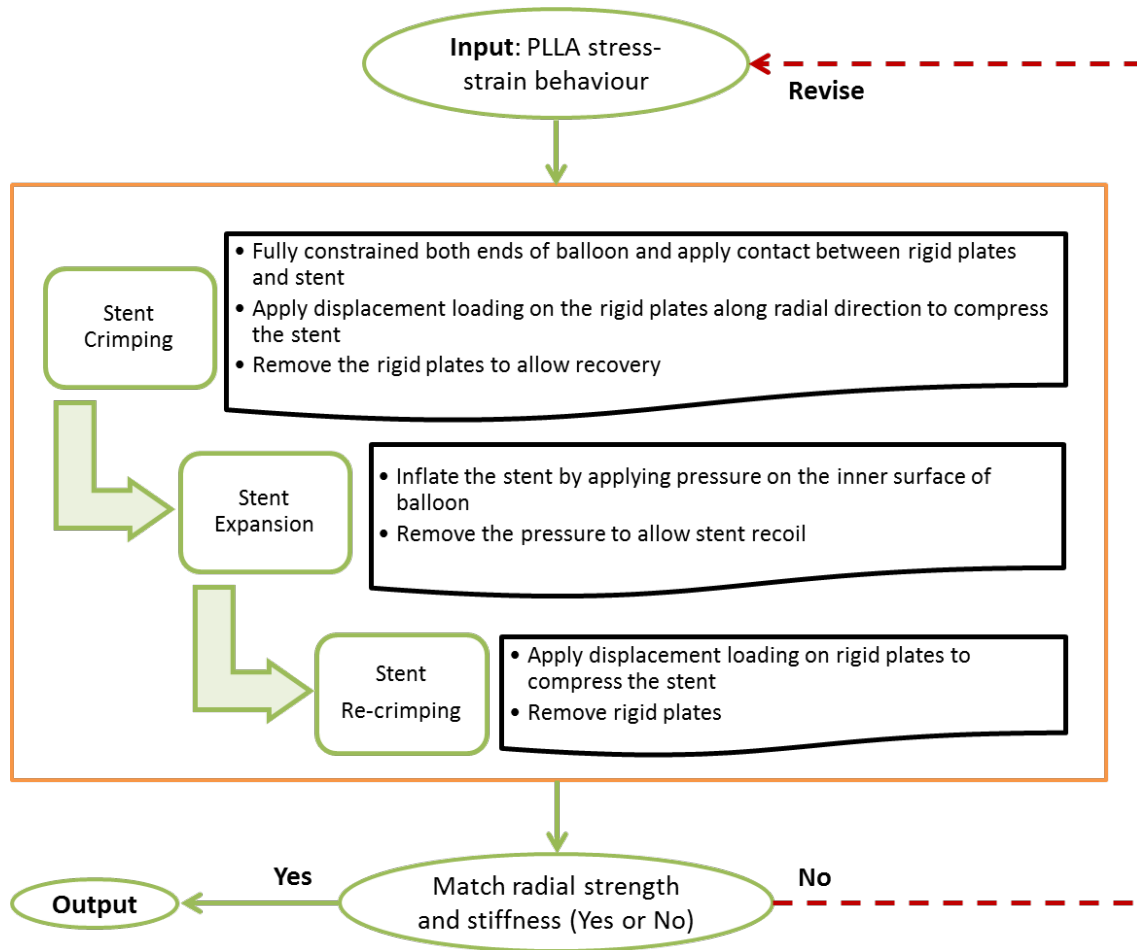 Input: PLLA stress-
strain behaviour
Revise
• Fully constrained both ends of balloon and apply contact between rigid plates
and stent
• Apply displacement loading on the rigid plates along radial direction to compress
the stent
• Remove the rigid plates to allow recovery
Stent
Crimping
• Inflate the stent by applying pressure on the inner surface of
balloon
• Remove the pressure to allow stent recoil
Stent
Expansion
• Apply displacement loading on rigid plates to
compress the stent
• Remove rigid plates
Stent
Re-crimping
Yes
No
Match radial strength
and stiffness (Yes or No)
Output